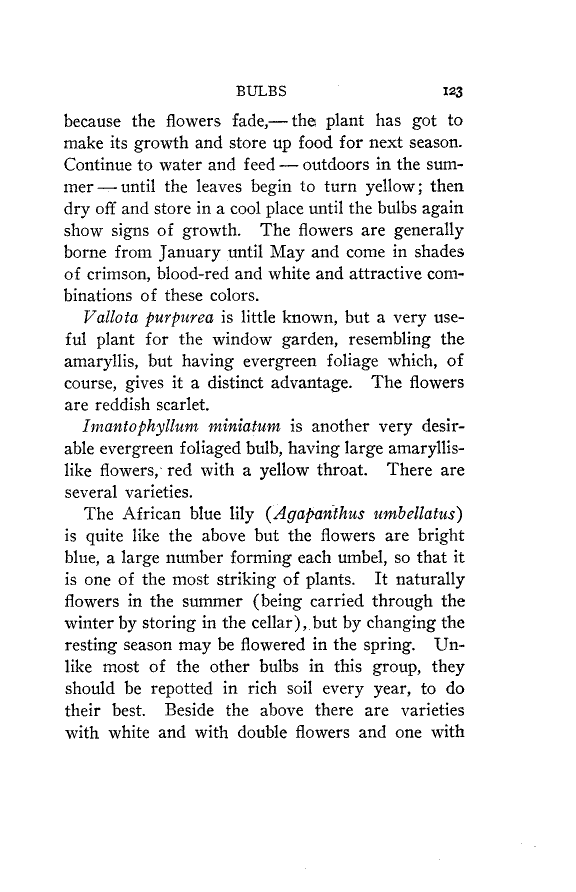 BULBS 123
because the flowers fade,— the plant has got to
make its growth and store up food for next season.
Continue to water and feed — outdoors in the sum-
mer — until the leaves begin to turn yellow; then
dry off and store in a cool place until the bulbs again
show signs of growth. The flowers are generally
borne from January until May and come in shades
of crimson, blood-red and white and attractive com-
binations of these colors.
Vallota purpurea is little known, but a very use-
ful plant for the window garden, resembling the
amaryllis, but having evergreen foliage which, of
course, gives it a distinct advantage. The flowers
are reddish scarlet.
Imantophyllum miniatum is another very desir-
able evergreen foliaged bulb, having large amaryllis-
like flowers, red with a yellow throat. There are
several varieties.
The African blue lily (Agapanthus umbellatus)
is quite like the above but the flowers are bright
blue, a large number forming each umbel, so that it
is one of the most striking of plants. It naturally
flowers in the summer (being carried through the
winter by storing in the cellar), but by changing the
resting season may be flowered in the spring. Un-
like most of the other bulbs in this group, they
should be repotted in rich soil every year, to do
their best. Beside the above there are varieties
with white and with double flowers and one with